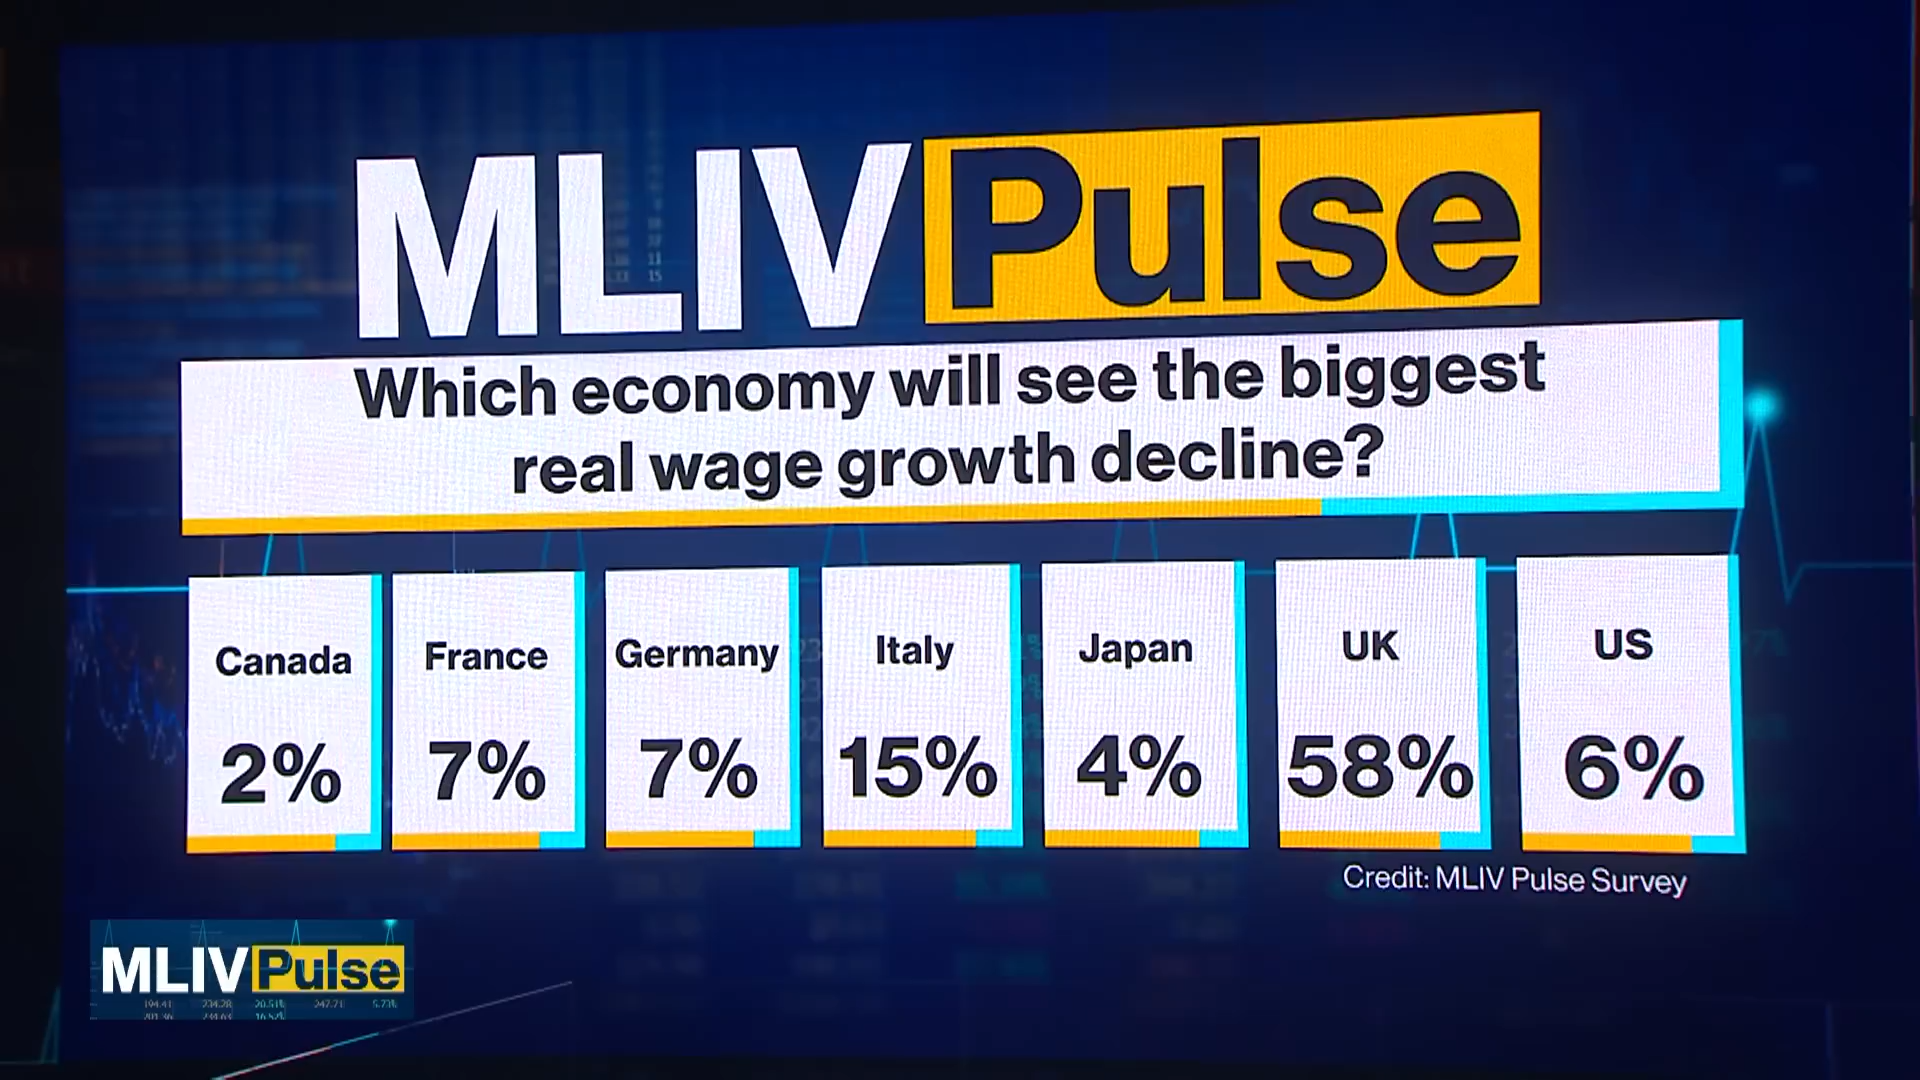 MLIV Pulse
Which economy will see the biggest
real wage growth decline?
Canada
2%
France
7%
Germany
7%
Italy
15%
Japan
4%
UK
58%
US
6%
Credit: MLIV Pulse Survey
MLIV Pulse